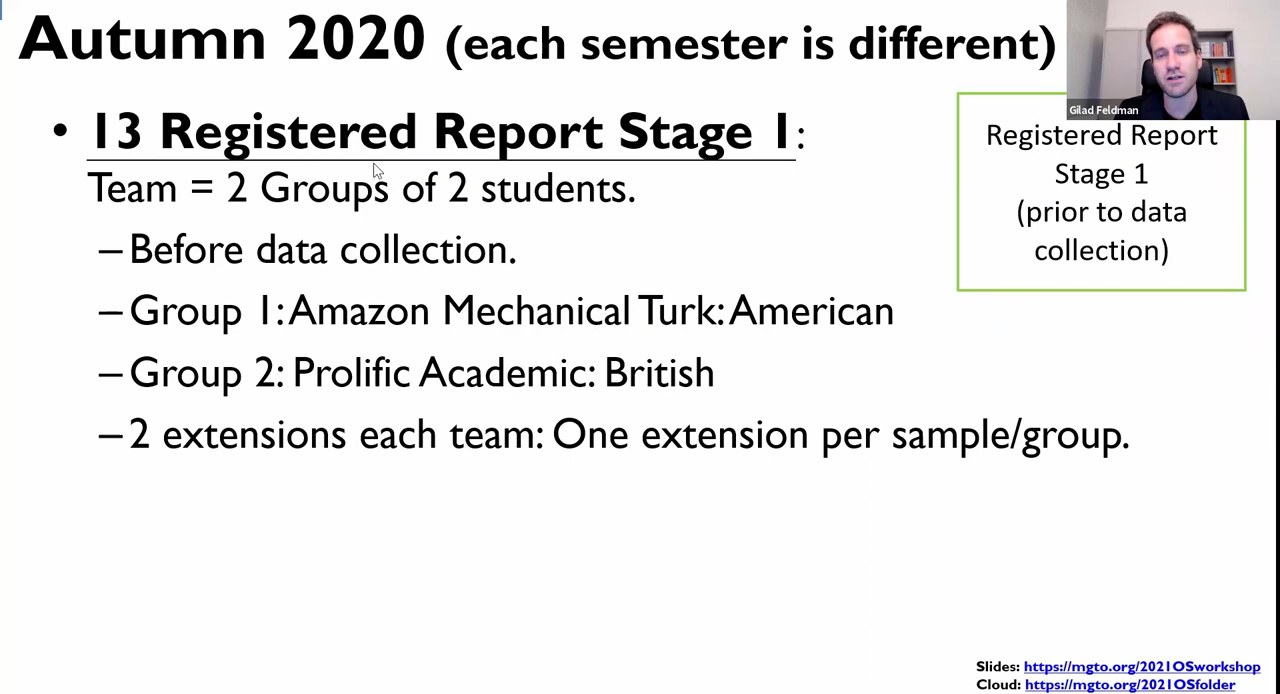 Autumn 2020 (each semester is different)
Gilad Feldman
• 13 Registered Report Stage 1:
Team = 2 Groups of 2 students.
–Before data collection.
–Group 1: Amazon Mechanical Turk: American
–Group 2: Prolific Academic: British
–2 extensions each team: One extension per sample/group.
Registered Report
Stage 1
(prior to data
collection)
Slides: https://mgto.org/2021OSworkshop
Cloud: https://mgto.org/2021OSfolder